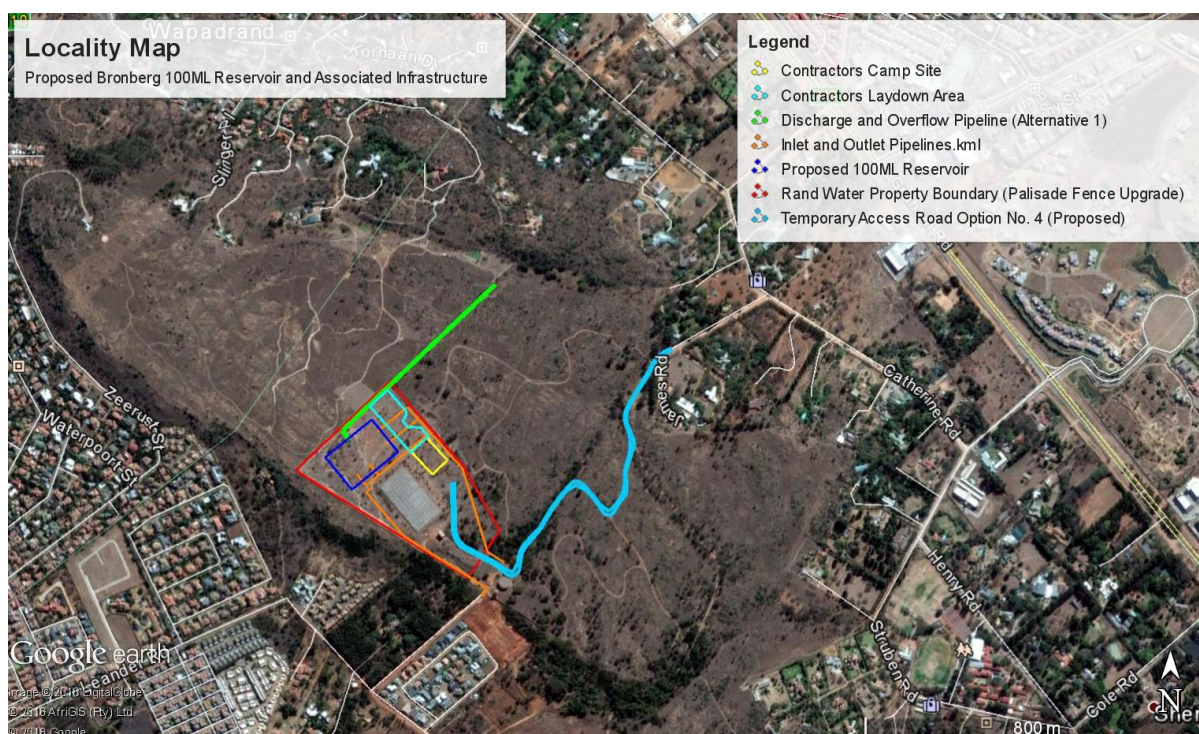 10
Wapadrand
Kornaan D
Locality Map
Proposed Bronberg 100ML Reservoir and Associated Infrastructure
Legend
Contractors Camp Site
Contractors Laydown Area
Discharge and Overflow Pipeline (Alternative 1)
Inlet and Outlet Pipelines.kml
Proposed 100ML Reservoir
Rand Water Property Boundary (Palisade Fence Upgrade)
Temporary Access Road Option No. 4 (Proposed)
Rd
James Rd
Catherine Rd
Zeerust St
Waterpoort St
Henry Rd
Struben Rd
Cole Rd
Leander
Google earth
Image © 2016 DigitalGlobe
© 2016 AfriGIS (Pty) Ltd.
© 2016 Google
N
800 m